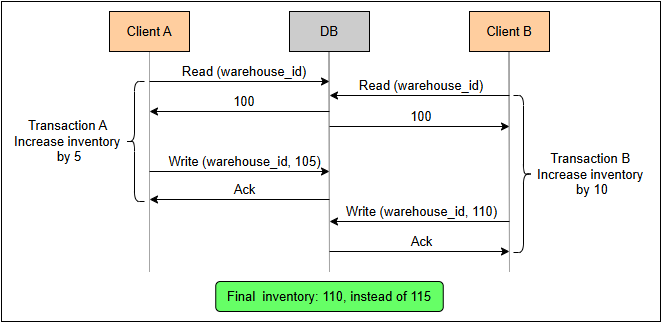 Client A
DB
Client B
Read (warehouse_id)
Read (warehouse_id)
100
100
Transaction A
Increase inventory
by 5
Write (warehouse_id, 105)
Transaction B
Increase inventory
by 10
Ack
Write (warehouse_id, 110)
Ack
Final  inventory: 110, instead of 115